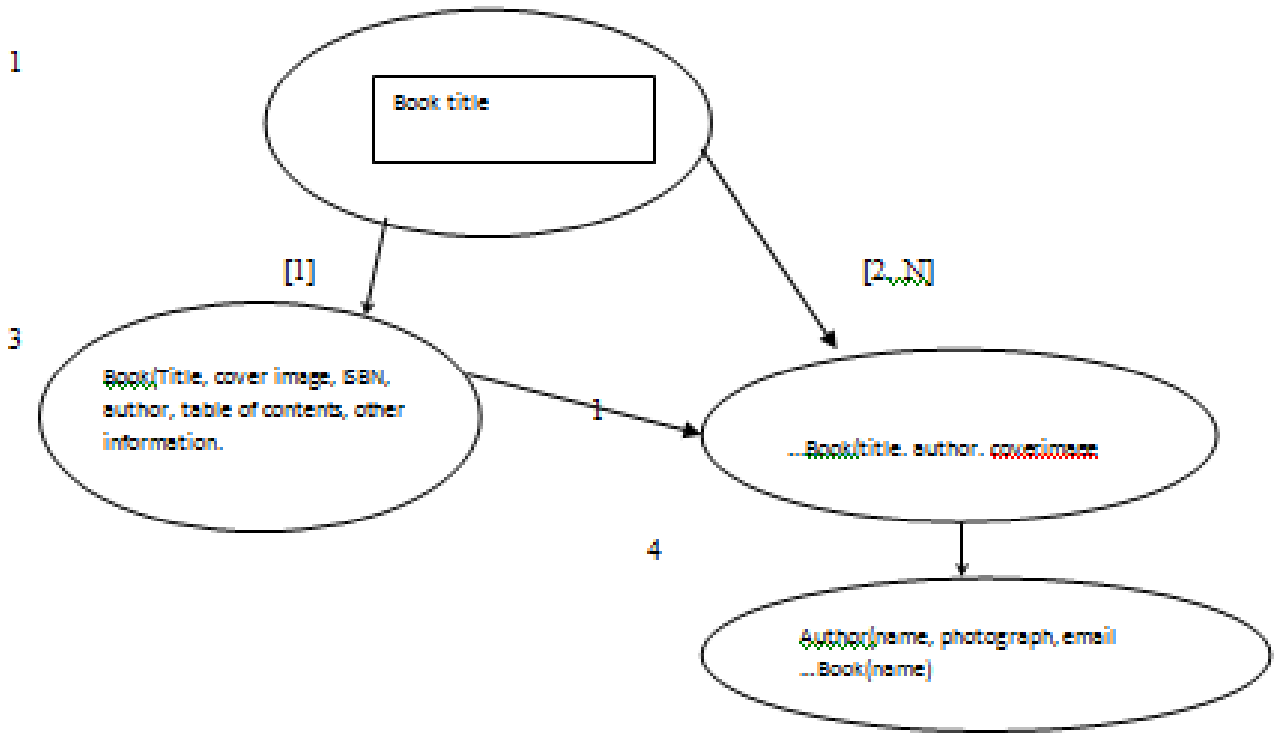 1
Book title
[1]
[2..N]
3
Book(Title, cover image, ISBN,
author, table of contents, other
information.
1
...Book(title. author. coverimage
4
Author(name, photograph, email
...Book(name)